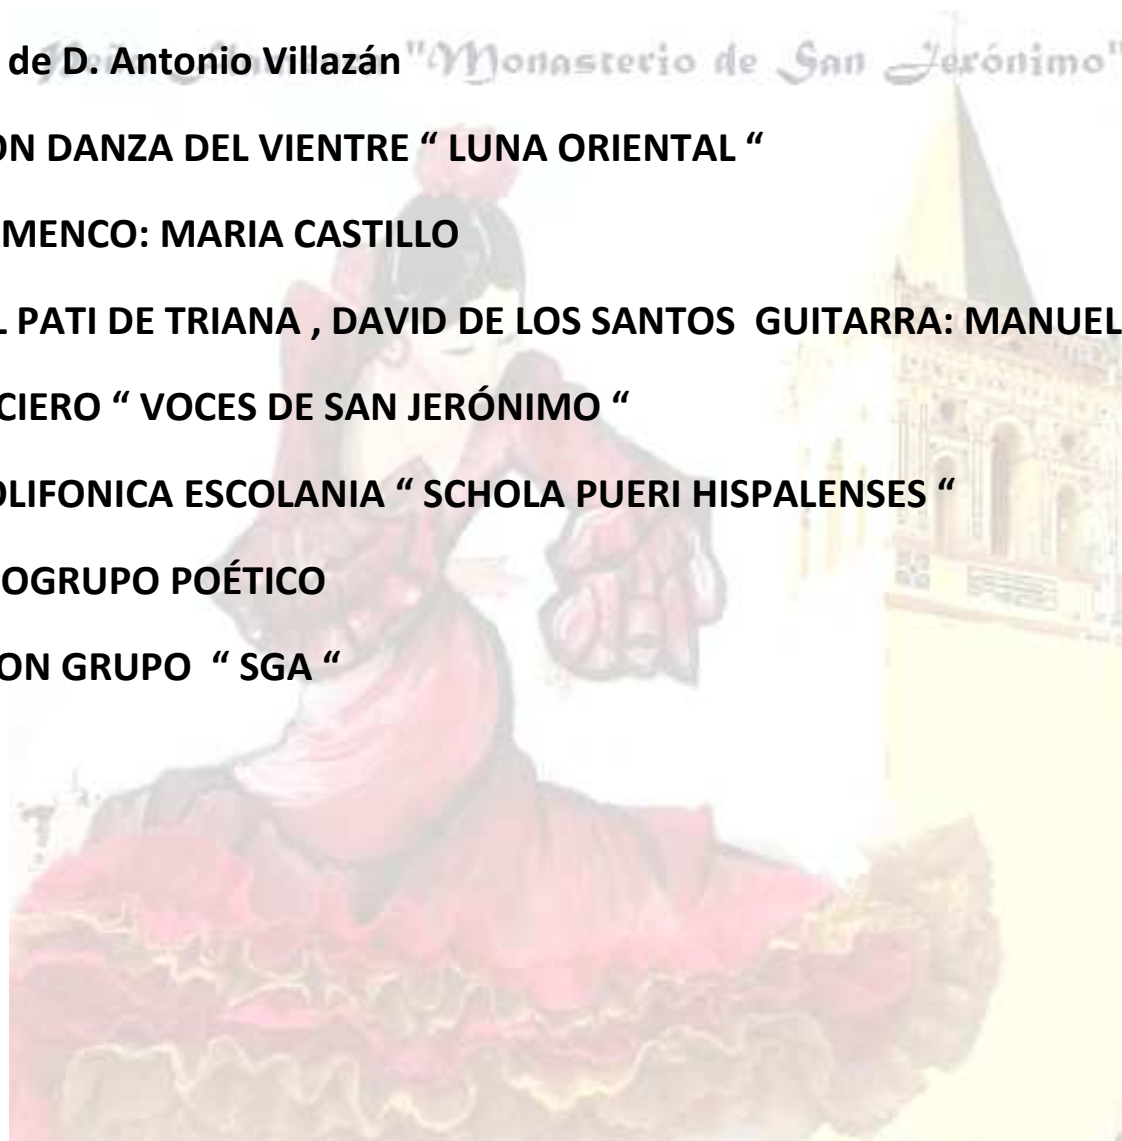 de D. Antonio Villazán "Monasterio de San Jerónimo"
ON DANZA DEL VIENTRE “ LUNA ORIENTAL “
AMENCO: MARIA CASTILLO
L PATI DE TRIANA , DAVID DE LOS SANTOS GUITARRA: MANUEL
CIERO “ VOCES DE SAN JERÓNIMO “
OLIFONICA ESCOLANIA “ SCHOLA PUERI HISPALENSES “
OGRUPO POÉTICO
ON GRUPO “ SGA “